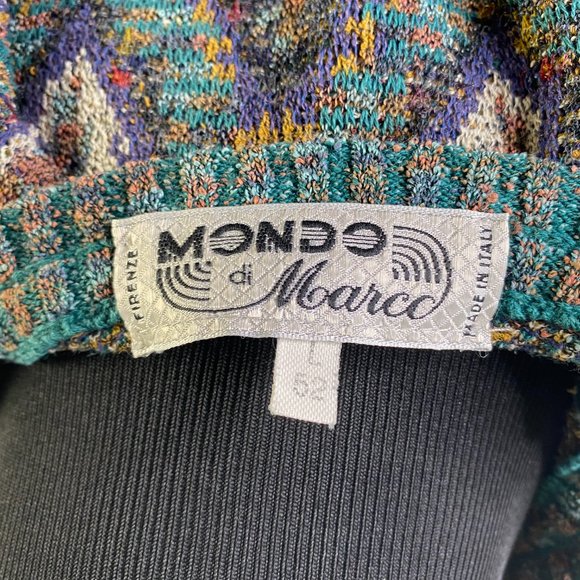 FIRENZE
MONDO
di
Marco
MADE IN ITALY
L
52